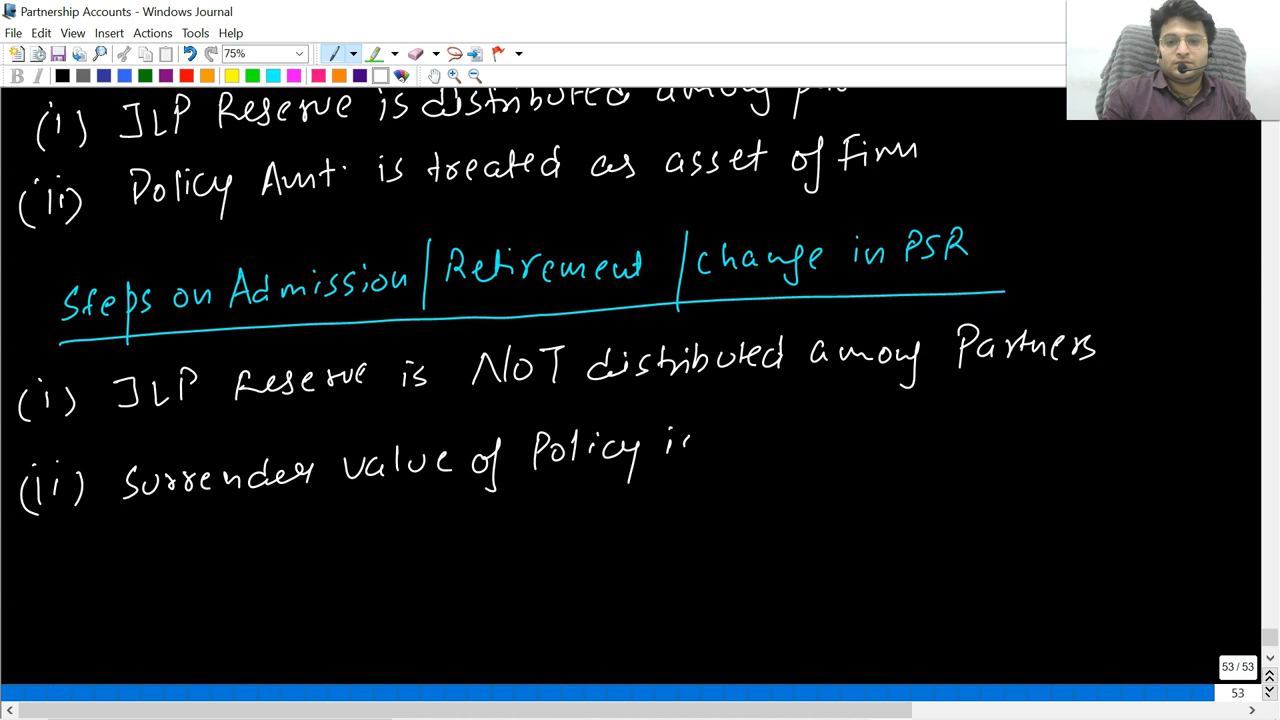 Partnership Accounts - Windows Journal
File Edit View Insert Actions Tools Help
75%
B I
(i) JLP Reserve is distributed among
(ii) Policy Amt. is treated as asset of Firm
Steps on Admission/Retirement/Change in PSR
(i) JLP Reserve is NOT distributed among Partners
(ii) Surrender value of Policy i
53/53
53